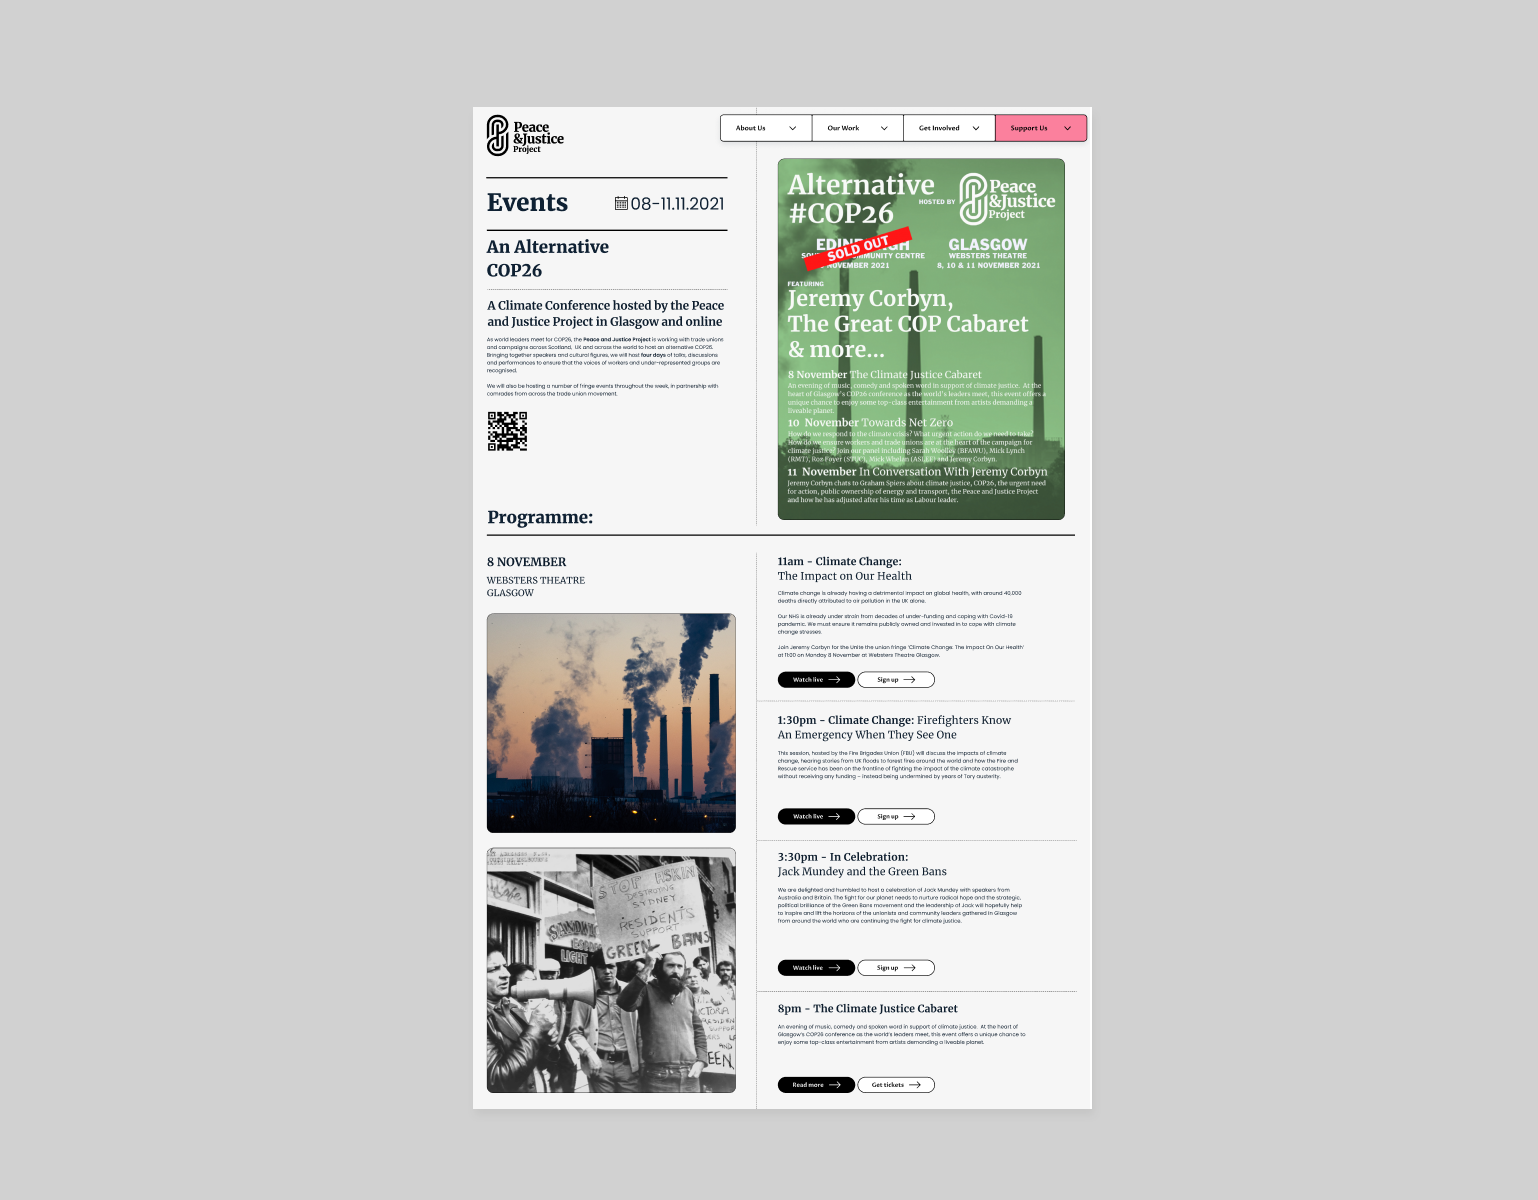 Peace
&Justice
Project
About Us
Our Work
Get Involved
Support Us
Events
08-11.11.2021
An Alternative
COP26
A Climate Conference hosted by the Peace
and Justice Project in Glasgow and online
As world leaders meet for COP26, the Peace and Justice Project is working with trade unions
and campaigns across Scotland, UK and across the world to host an alternative COP26.
Bringing together speakers and cultural figures, we will host four days of talks, discussions
and performances to ensure that the voices of workers and under-represented groups are
recognised.
We will also be hosting a number of fringe events throughout the week, in partnership with
comrades from across the trade union movement.
Alternative
#COP26
HOSTED BY
Peace
&Justice
Project
SOLD OUT
COMMUNITY CENTRE
NOVEMBER 2021
GLASGOW
WEBSTERS THEATRE
8, 10 & 11 NOVEMBER 2021
FEATURING
Jeremy Corbyn,
The Great COP Cabaret
& more...
8 November The Climate Justice Cabaret
An evening of music, comedy and spoken word in support of climate justice. At the
heart of Glasgow's COP26 conference as the world's leaders meet, this event offers a
unique chance to enjoy some top-class entertainment from artists demanding a
liveable planet.
10 November Towards Net Zero
How do we respond to the climate crisis? What urgent action do we need to take?
How do we ensure workers and trade unions are at the heart of the campaign for
climate justice? Join our panel including Sarah Woolley (BFAWU), Mick Lynch
(RMT), Roz Foyer (STUC), Mick Whelan (ASLEF) and Jeremy Corbyn.
11 November In Conversation With Jeremy Corbyn
Jeremy Corbyn chats to Graham Spiers about climate justice, COP26, the urgent need
for action, public ownership of energy and transport, the Peace and Justice Project
and how he has adjusted after his time as Labour leader.
Programme:
8 NOVEMBER
WEBSTERS THEATRE
GLASGOW
STOP ASKIN
DESTROYING
SYDNEY
RESIDENTS
SUPPORT
GREEN BANS
SANDWIC
LIGHT
AND
EEN
11am - Climate Change:
The Impact on Our Health
Climate change is already having a detrimental impact on global health, with around 40,000
deaths directly attributed to air pollution in the UK alone.
Our NHS is already under strain from decades of under-funding and coping with Covid-19
pandemic. We must ensure it remains publicly owned and invested in to cope with climate
change stresses.
Join Jeremy Corbyn for the Unite the union fringe 'Climate Change: The Impact On Our Health'
at 11:00 on Monday 8 November at Websters Theatre Glasgow.
Watch live
Sign up
1:30pm - Climate Change: Firefighters Know
An Emergency When They See One
This session, hosted by the Fire Brigades Union (FBU) will discuss the impacts of climate
change, hearing stories from UK floods to forest fires around the world and how the Fire and
Rescue service has been on the frontline of fighting the impact of the climate catastrophe
without receiving any funding – instead being undermined by years of Tory austerity.
Watch live
Sign up
3:30pm - In Celebration:
Jack Mundey and the Green Bans
We are delighted and humbled to host a celebration of Jack Mundey with speakers from
Australia and Britain. The fight for our planet needs to nurture radical hope and the strategic,
political brilliance of the Green Bans movement and the leadership of Jack will hopefully help
to inspire and lift the horizons of the unionists and community leaders gathered in Glasgow
from around the world who are continuing the fight for climate justice.
Watch live
Sign up
8pm - The Climate Justice Cabaret
An evening of music, comedy and spoken word in support of climate justice. At the heart of
Glasgow's COP26 conference as the world's leaders meet, this event offers a unique chance to
enjoy some top-class entertainment from artists demanding a liveable planet.
Read more
Get tickets